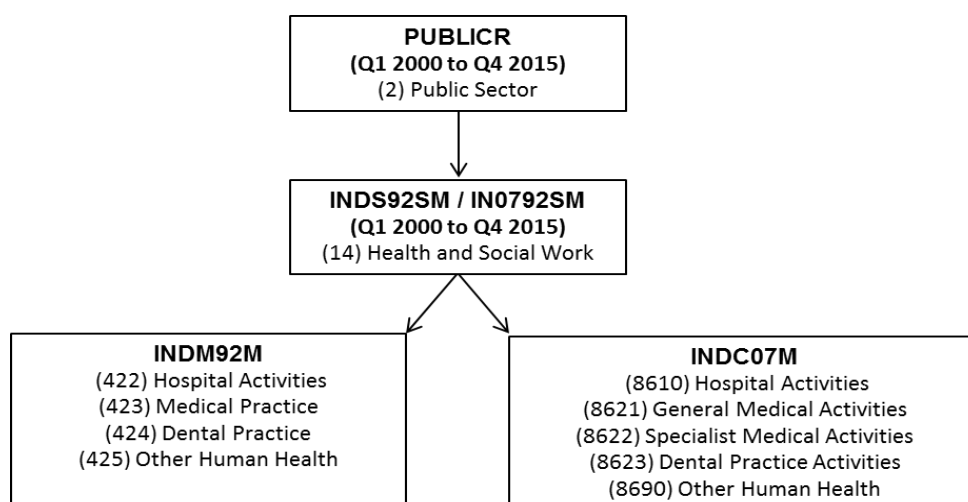 PUBLICR
(Q1 2000 to Q4 2015)
(2) Public Sector
INDS92SM / IN0792SM
(Q1 2000 to Q4 2015)
(14) Health and Social Work
INDM92M
(422) Hospital Activities
(423) Medical Practice
(424) Dental Practice
(425) Other Human Health
INDC07M
(8610) Hospital Activities
(8621) General Medical Activities
(8622) Specialist Medical Activities
(8623) Dental Practice Activities
(8690) Other Human Health